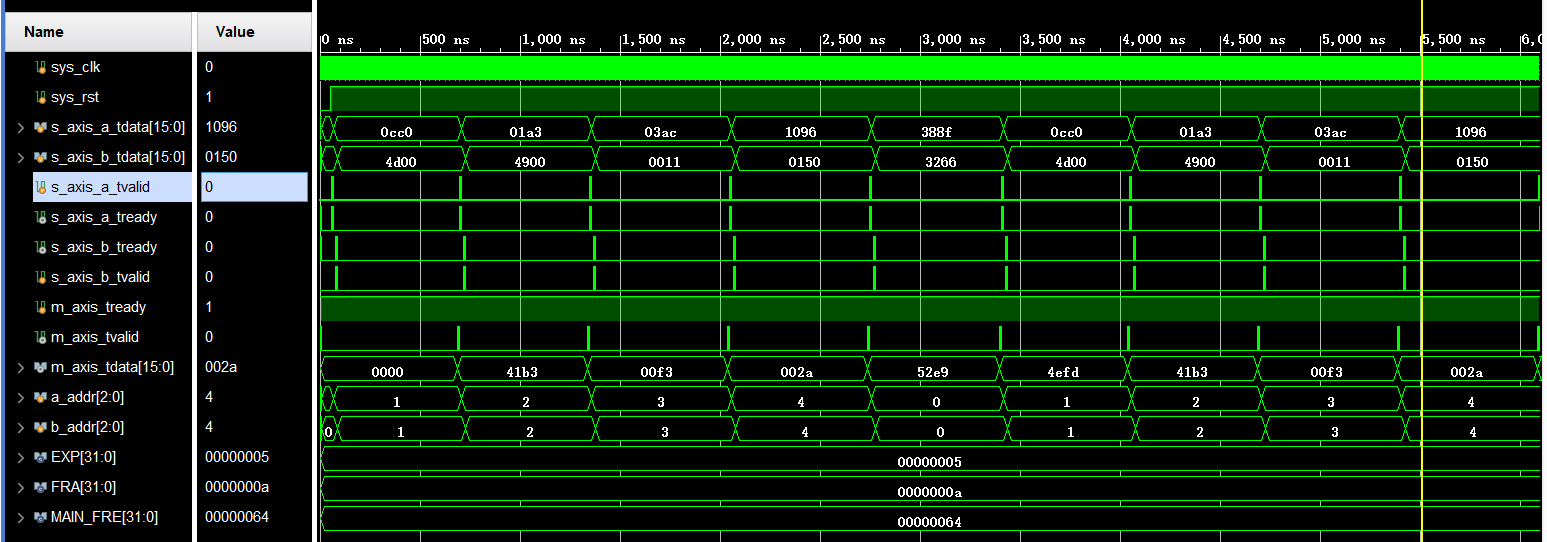 Name Value
0 ns 500 ns 1,000 ns 1,500 ns 2,000 ns 2,500 ns 3,000 ns 3,500 ns 4,000 ns 4,500 ns 5,000 ns 5,500 ns
sys_clk 0
sys_rst 1
s_axis_a_tdata[15:0] 1096 0cc0 01a3 03ac 1096 388f 0cc0 01a3 03ac 1096
s_axis_b_tdata[15:0] 0150 4d00 4900 0011 0150 3266 4d00 4900 0011 0150
s_axis_a_tvalid 0
s_axis_a_tready 0
s_axis_b_tready 0
s_axis_b_tvalid 0
m_axis_tready 1
m_axis_tvalid 0
m_axis_tdata[15:0] 002a 0000 41b3 00f3 002a 52e9 4efd 41b3 00f3 002a
a_addr[2:0] 4 1 2 3 4 0 1 2 3 4
b_addr[2:0] 4 0 1 2 3 4 0 1 2 3 4
EXP[31:0] 00000005 00000005
FRA[31:0] 0000000a 0000000a
MAIN_FRE[31:0] 00000064 00000064